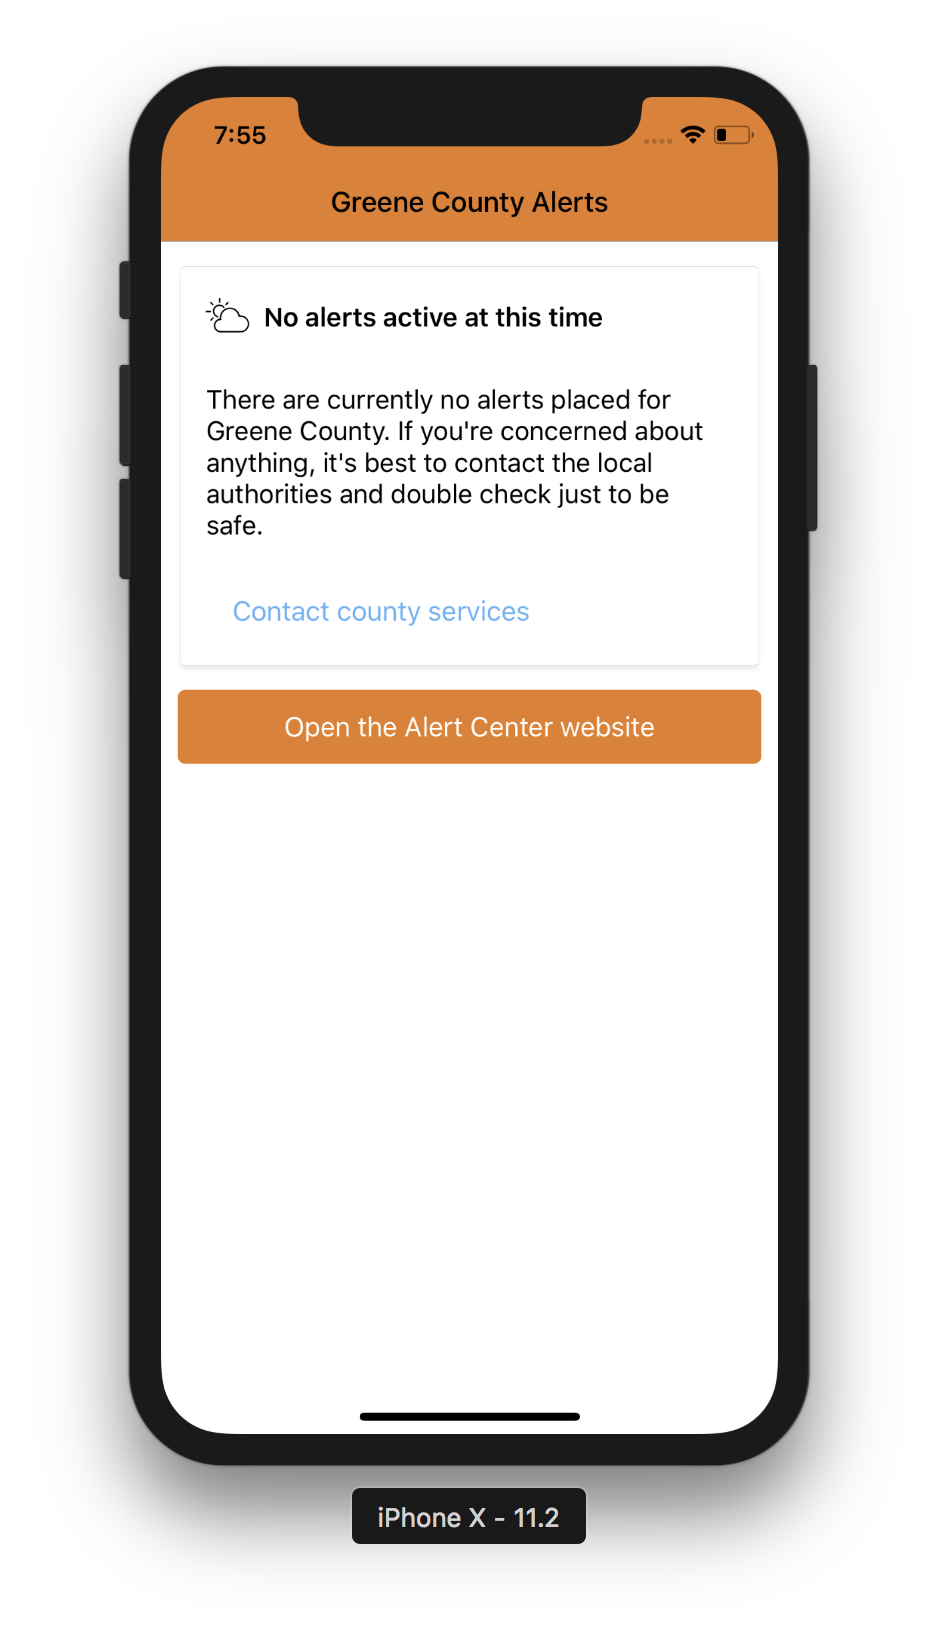 7:55
Greene County Alerts
No alerts active at this time
There are currently no alerts placed for
Greene County. If you're concerned about
anything, it's best to contact the local
authorities and double check just to be
safe.
Contact county services
Open the Alert Center website
iPhone X - 11.2